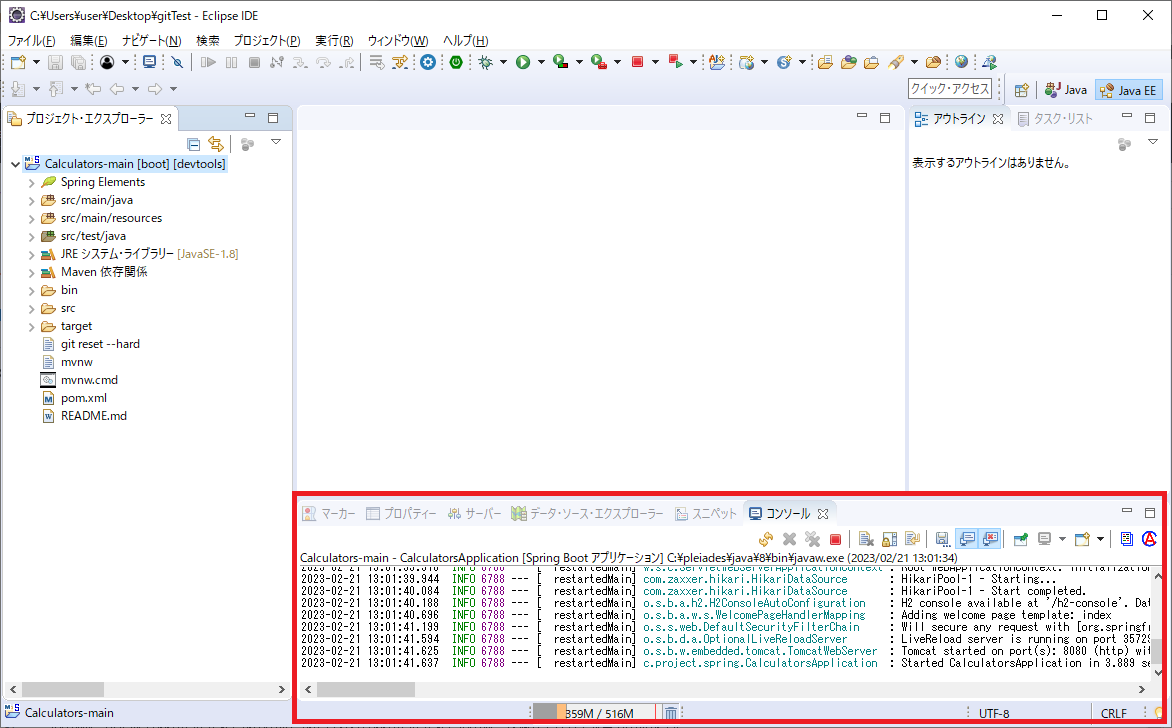 C:¥Users¥user¥Desktop¥gitTest - Eclipse IDE
ファイル(F) 編集(E) ナビゲート(N) 検索 プロジェクト(P) 実行(R) ウィンドウ(W) ヘルプ(H)
クイック・アクセス
Java
Java EE
プロジェクト・エクスプローラー
Calculators-main [boot] [devtools]
Spring Elements
src/main/java
src/main/resources
src/test/java
JRE システム・ライブラリー [JavaSE-1.8]
Maven 依存関係
bin
src
target
git reset --hard
mvnw
mvnw.cmd
pom.xml
README.md
アウトライン タスク・リスト
表示するアウトラインはありません。
マーカー プロパティー サーバー データ・ソース・エクスプローラー スニペット コンソール
Calculators-main - CalculatorsApplication [Spring Boot アプリケーション] C:¥pleiades¥java¥8¥bin¥javaw.exe (2023/02/21 13:01:34)
2023-02-21 13:01:39.944 INFO 6788 --- [ restartedMain] com.zaxxer.hikari.HikariDataSource : HikariPool-1 - Starting...
2023-02-21 13:01:40.084 INFO 6788 --- [ restartedMain] com.zaxxer.hikari.HikariDataSource : HikariPool-1 - Start completed.
2023-02-21 13:01:40.188 INFO 6788 --- [ restartedMain] o.s.b.a.h2.H2ConsoleAutoConfiguration : H2 console available at '/h2-console'. Dat
2023-02-21 13:01:40.696 INFO 6788 --- [ restartedMain] o.s.b.a.w.s.WelcomePageHandlerMapping : Adding welcome page template: index
2023-02-21 13:01:41.199 INFO 6788 --- [ restartedMain] o.s.s.web.DefaultSecurityFilterChain : Will secure any request with [org.springfr
2023-02-21 13:01:41.594 INFO 6788 --- [ restartedMain] o.s.b.d.a.OptionalLiveReloadServer : LiveReload server is running on port 35729
2023-02-21 13:01:41.625 INFO 6788 --- [ restartedMain] o.s.b.w.embedded.tomcat.TomcatWebServer : Tomcat started on port(s): 8080 (http) wit
2023-02-21 13:01:41.637 INFO 6788 --- [ restartedMain] c.project.spring.CalculatorsApplication : Started CalculatorsApplication in 3.889 se
Calculators-main
359M / 516M
UTF-8
CRLF